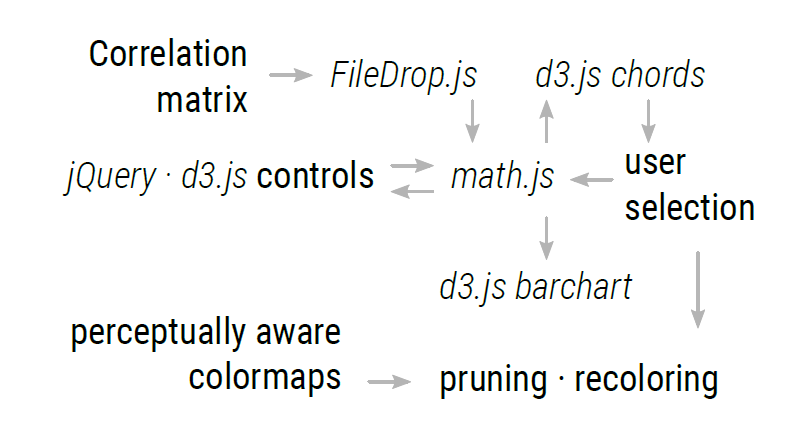 Correlation
matrix
FileDrop.js
d3.js chords
jQuery · d3.js controls
math.js
user
selection
d3.js barchart
perceptually aware
colormaps
pruning · recoloring